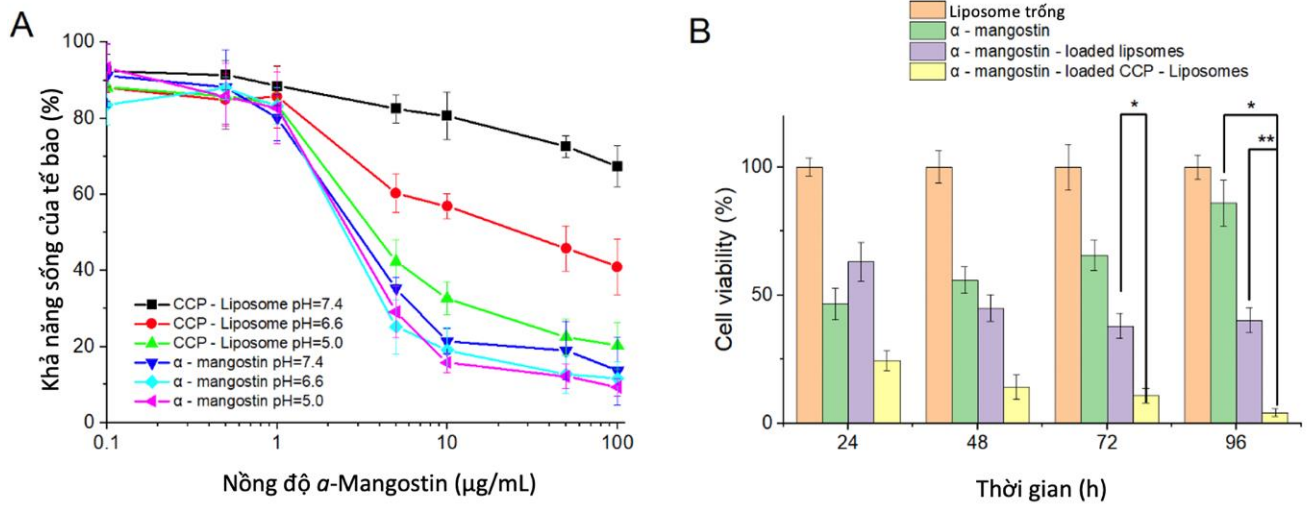 A
Khả năng sống của tế bào (%)
100
80
60
40
20
0
CCP - Liposome pH=7.4
CCP - Liposome pH=6.6
CCP - Liposome pH=5.0
α - mangostin pH=7.4
α - mangostin pH=6.6
α - mangostin pH=5.0
0.1 1 10 100
Nồng độ α-Mangostin (µg/mL)
B
Liposome trống
α - mangostin
α - mangostin - loaded lipsomes
α - mangostin - loaded CCP - Liposomes
Cell viability (%)
100
50
0
*
*
**
24 48 72 96
Thời gian (h)